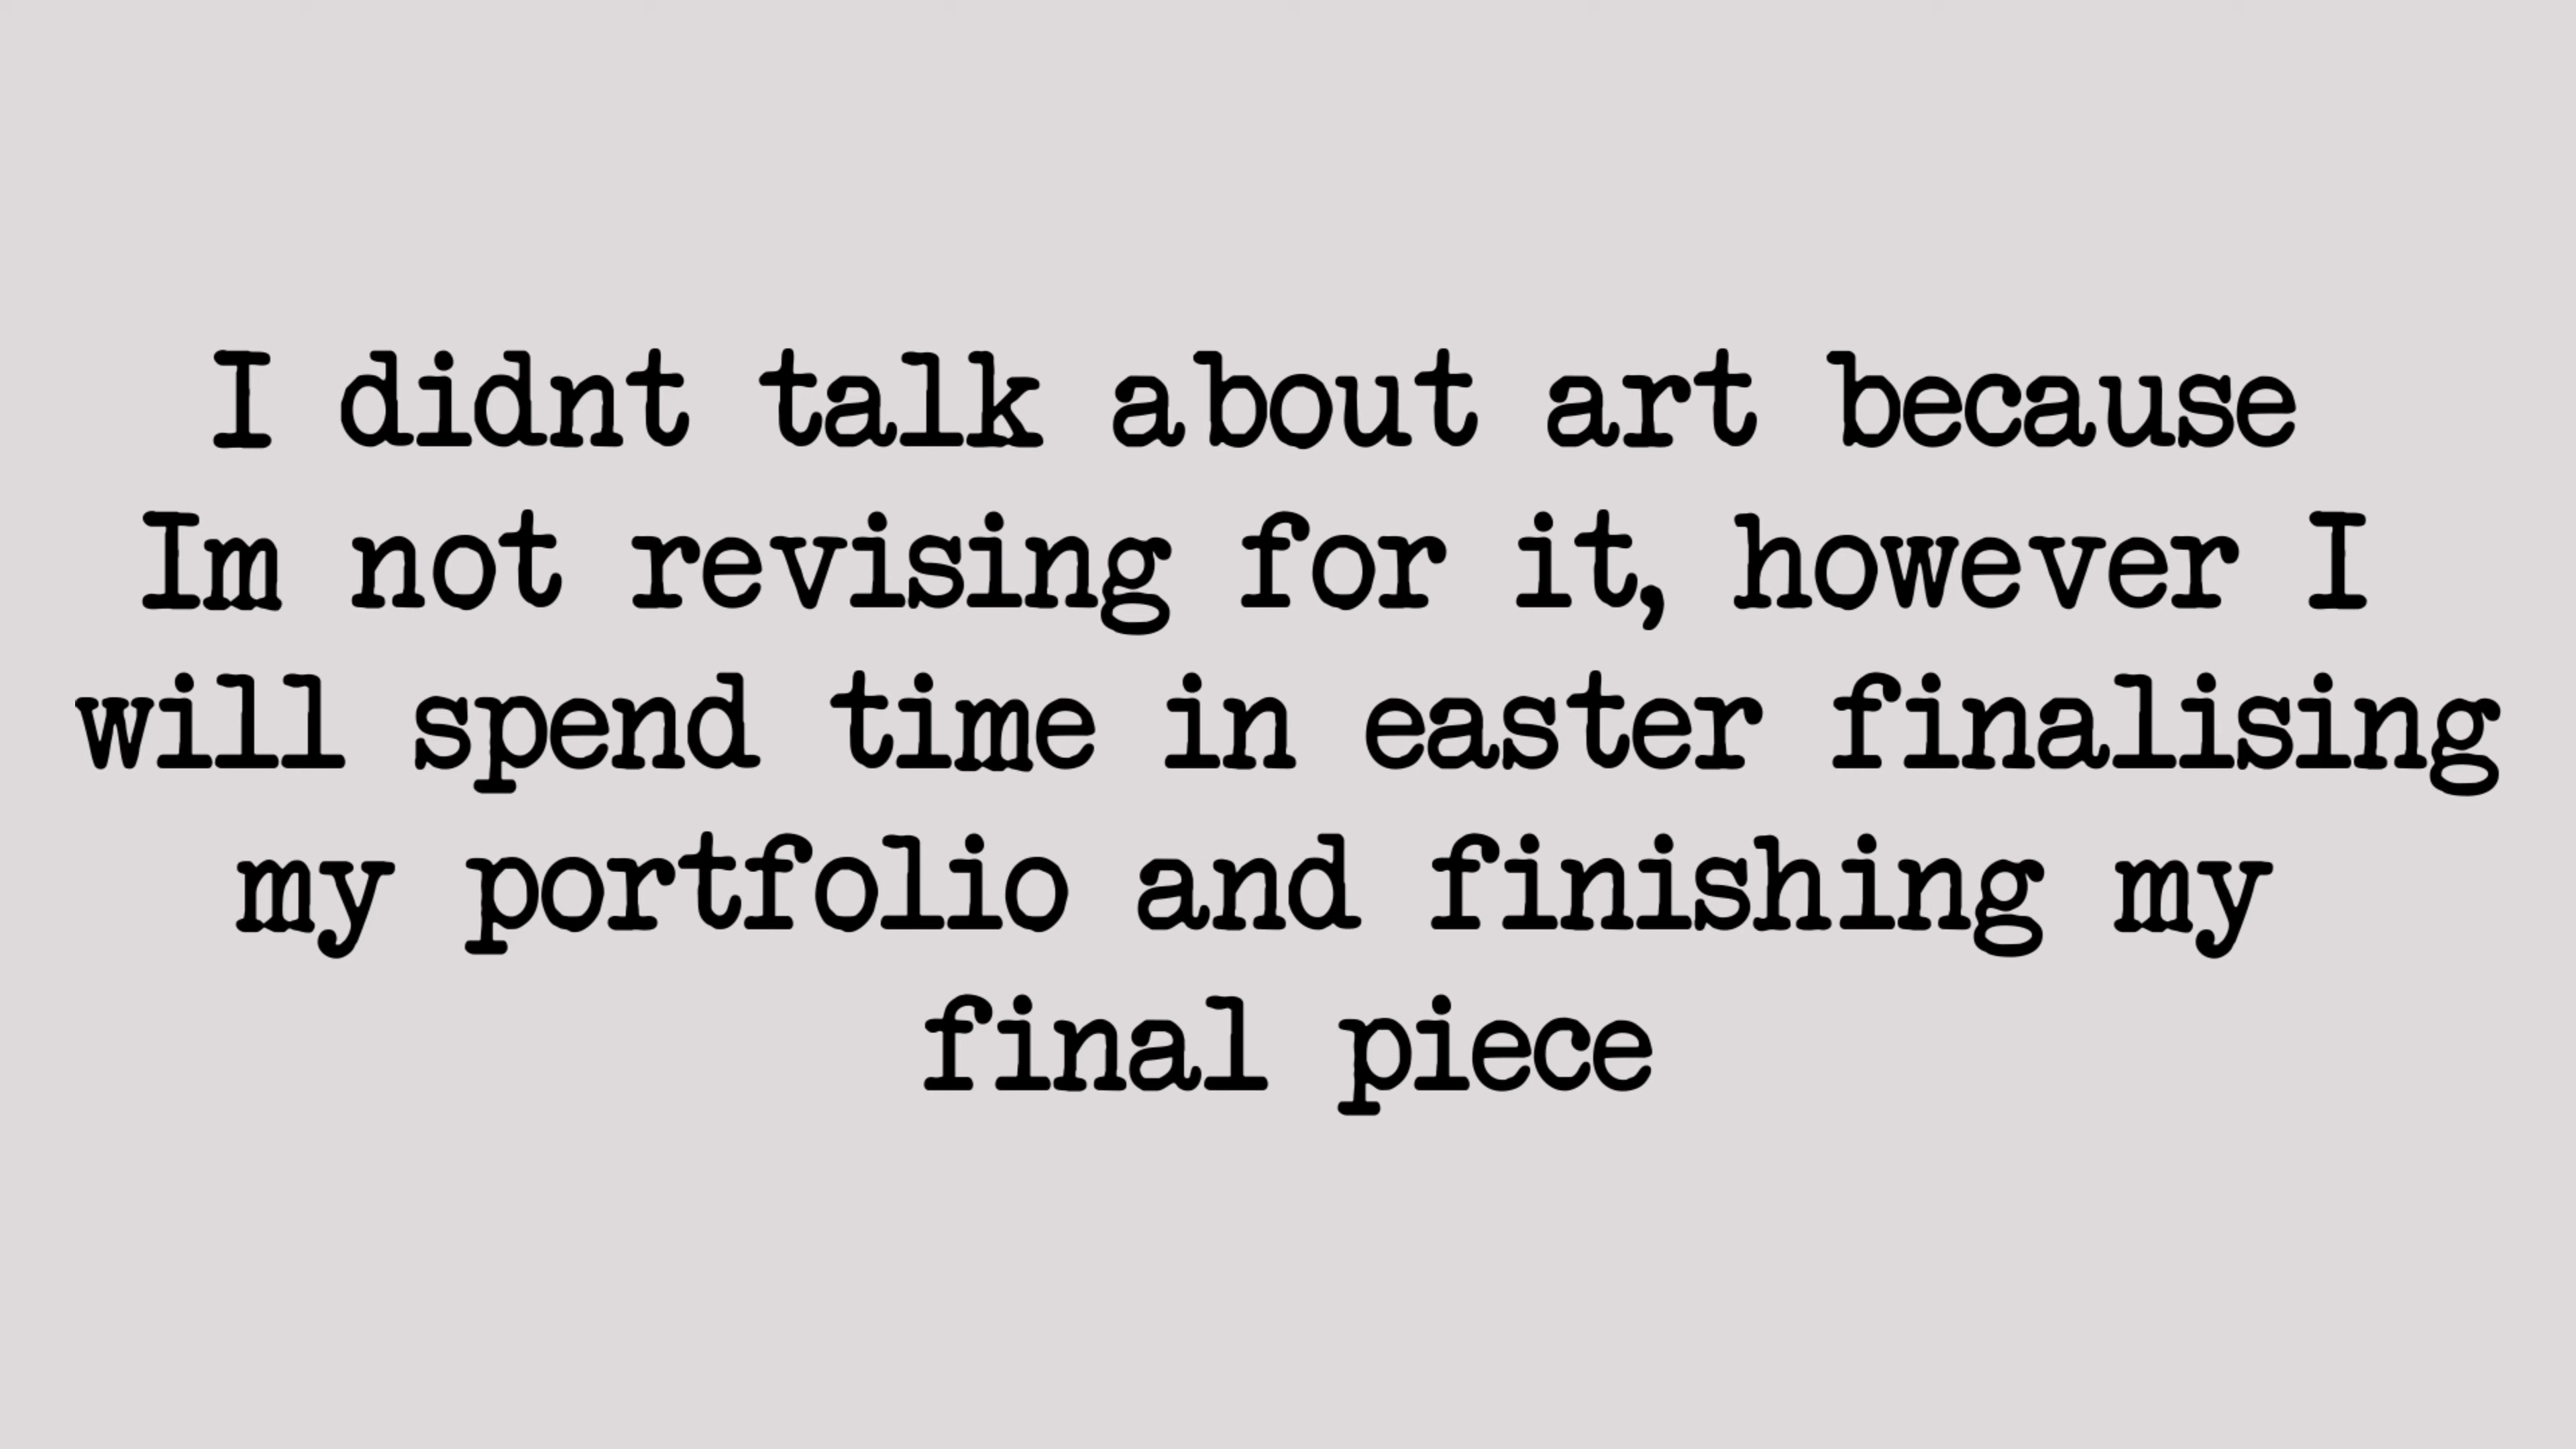 I didnt talk about art because
Im not revising for it, however I
will spend time in easter finalising
my portfolio and finishing my
final piece